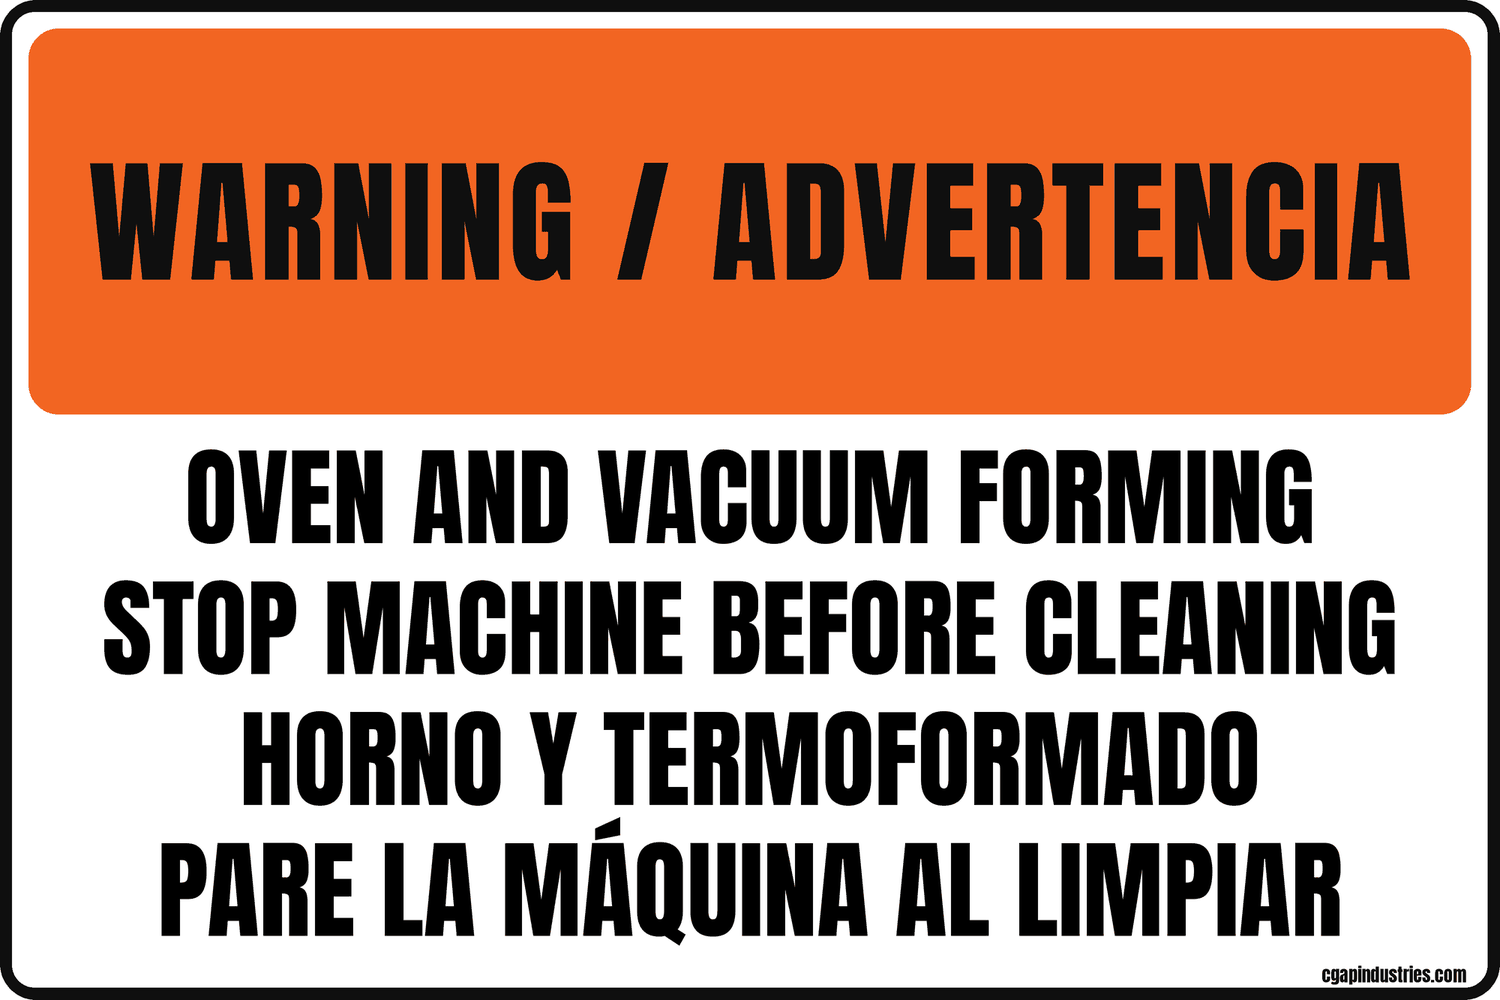 WARNING / ADVERTENCIA
OVEN AND VACUUM FORMING
STOP MACHINE BEFORE CLEANING
HORNO Y TERMOFORMADO
PARE LA MÁQUINA AL LIMPIAR
cgapindustries.com